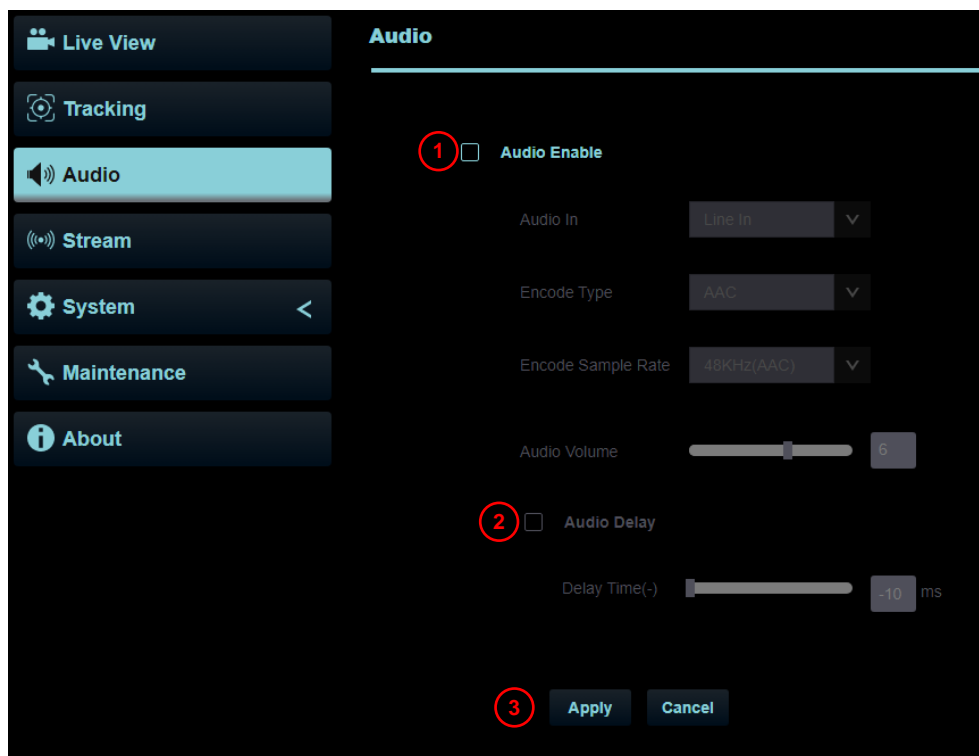 Live View
Tracking
Audio
Stream
System <
Maintenance
About
Audio
1 Audio Enable
Audio In Line In
Encode Type AAC
Encode Sample Rate 48KHz(AAC)
Audio Volume 6
2 Audio Delay
Delay Time(-) -10 ms
3 Apply Cancel